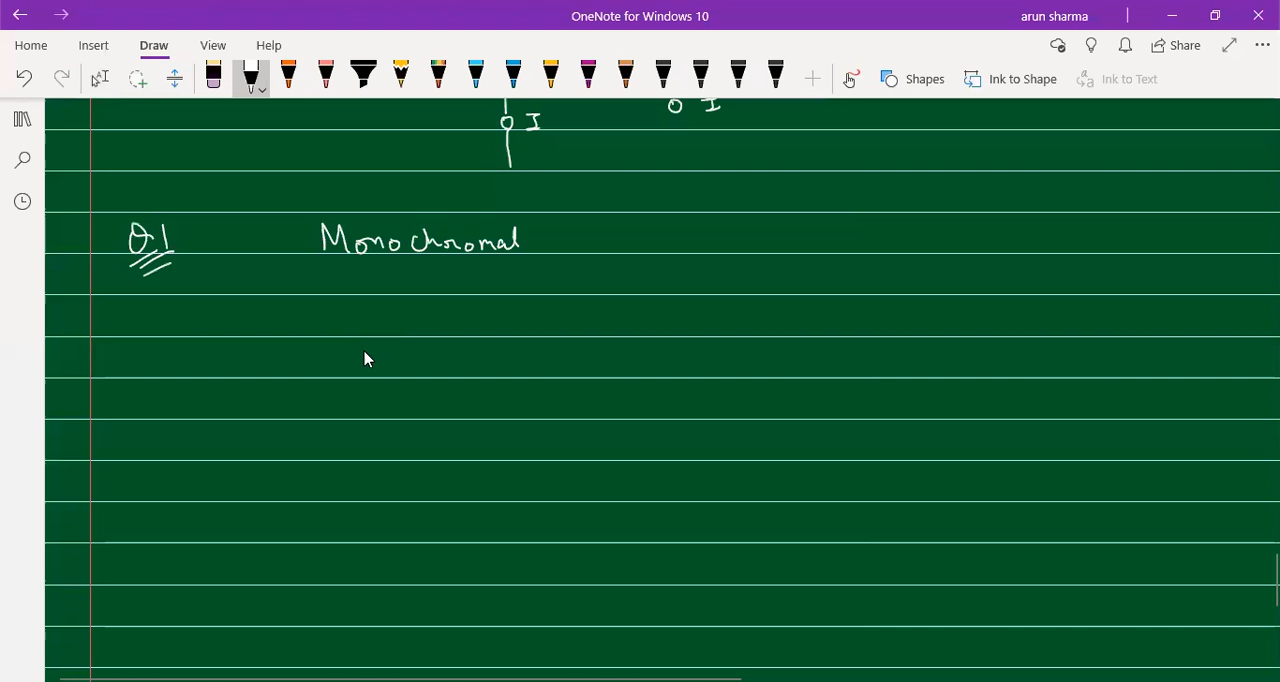 OneNote for Windows 10
arun sharma
Home Insert Draw View Help
Share
Shapes
Ink to Shape
Ink to Text
I
O I
Q.1 Monochromal